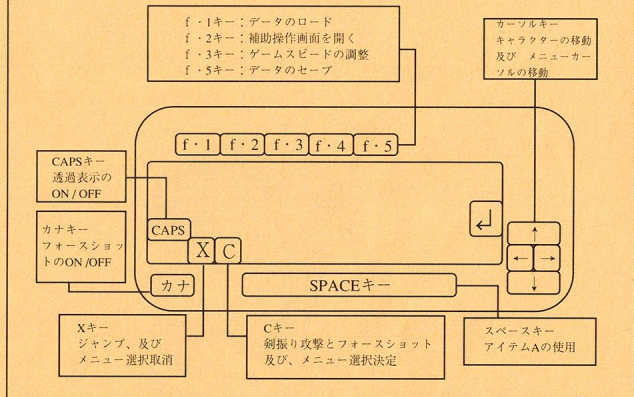 f・1キー：データのロード
f・2キー：補助操作画面を開く
f・3キー：ゲームスピードの調整
f・5キー：データのセーブ
カーソルキー
キャラクターの移動
及び　メニューカー
ソルの移動
f・1 f・2 f・3 f・4 f・5
CAPSキー
透過表示の
ON / OFF
CAPS
↵
カナキー
フォースショッ
トのON /OFF
X C
↑
← →
↓
カナ
SPACEキー
Xキー
ジャンプ、及び
メニュー選択取消
Cキー
剣振り攻撃とフォースショット
及び、メニュー選択決定
スペースキー
アイテムAの使用